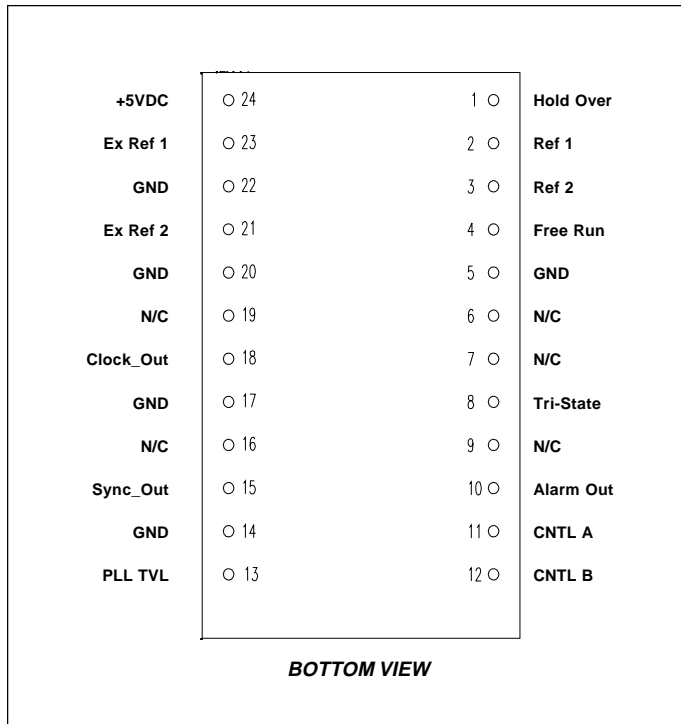 +5VDC 24 1 Hold Over
Ex Ref 1 23 2 Ref 1
GND 22 3 Ref 2
Ex Ref 2 21 4 Free Run
GND 20 5 GND
N/C 19 6 N/C
Clock_Out 18 7 N/C
GND 17 8 Tri-State
N/C 16 9 N/C
Sync_Out 15 10 Alarm Out
GND 14 11 CNTL A
PLL TVL 13 12 CNTL B
BOTTOM VIEW